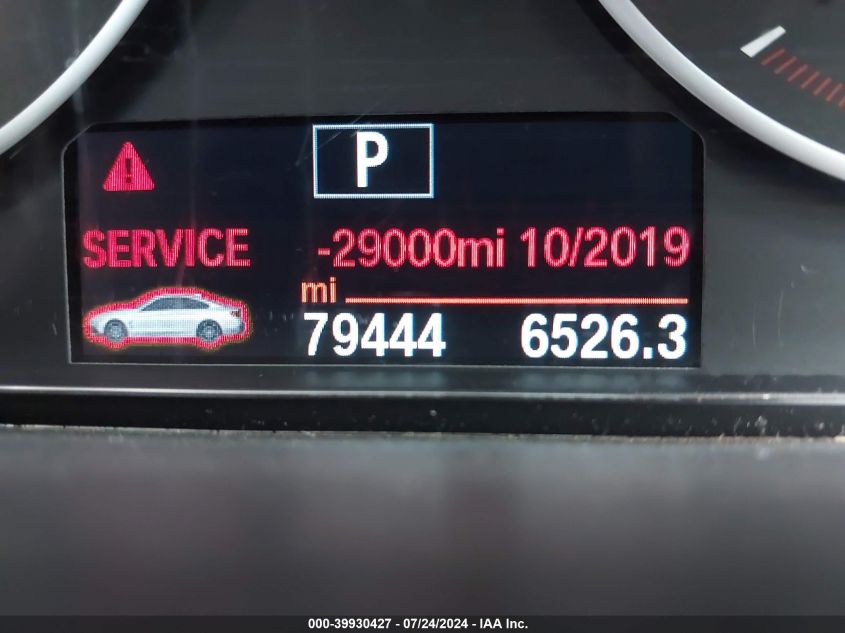 P
SERVICE -29000mi 10/2019
mi
79444 6526.3
000-39930427 - 07/24/2024 - IAA Inc.